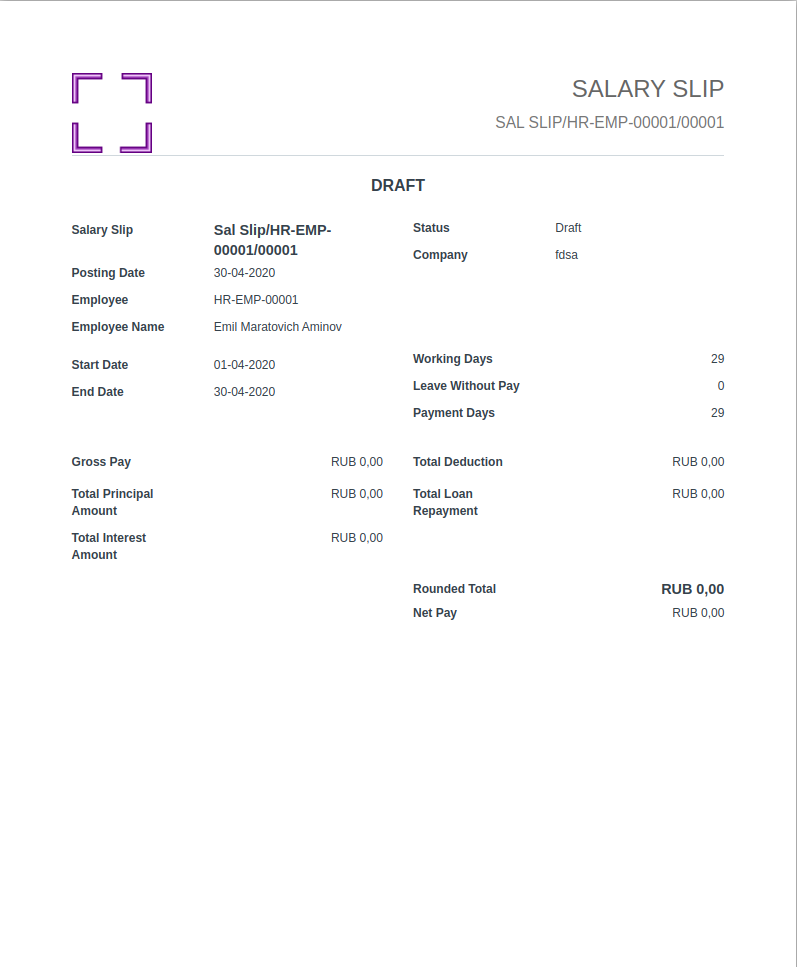 SALARY SLIP
SAL SLIP/HR-EMP-00001/00001
DRAFT
Salary Slip Sal Slip/HR-EMP-
00001/00001
Posting Date 30-04-2020
Employee HR-EMP-00001
Employee Name Emil Maratovich Aminov
Status Draft
Company fdsa
Start Date 01-04-2020
End Date 30-04-2020
Working Days 29
Leave Without Pay 0
Payment Days 29
Gross Pay RUB 0,00
Total Deduction RUB 0,00
Total Principal RUB 0,00
Amount
Total Interest RUB 0,00
Amount
Total Loan RUB 0,00
Repayment
Rounded Total RUB 0,00
Net Pay RUB 0,00